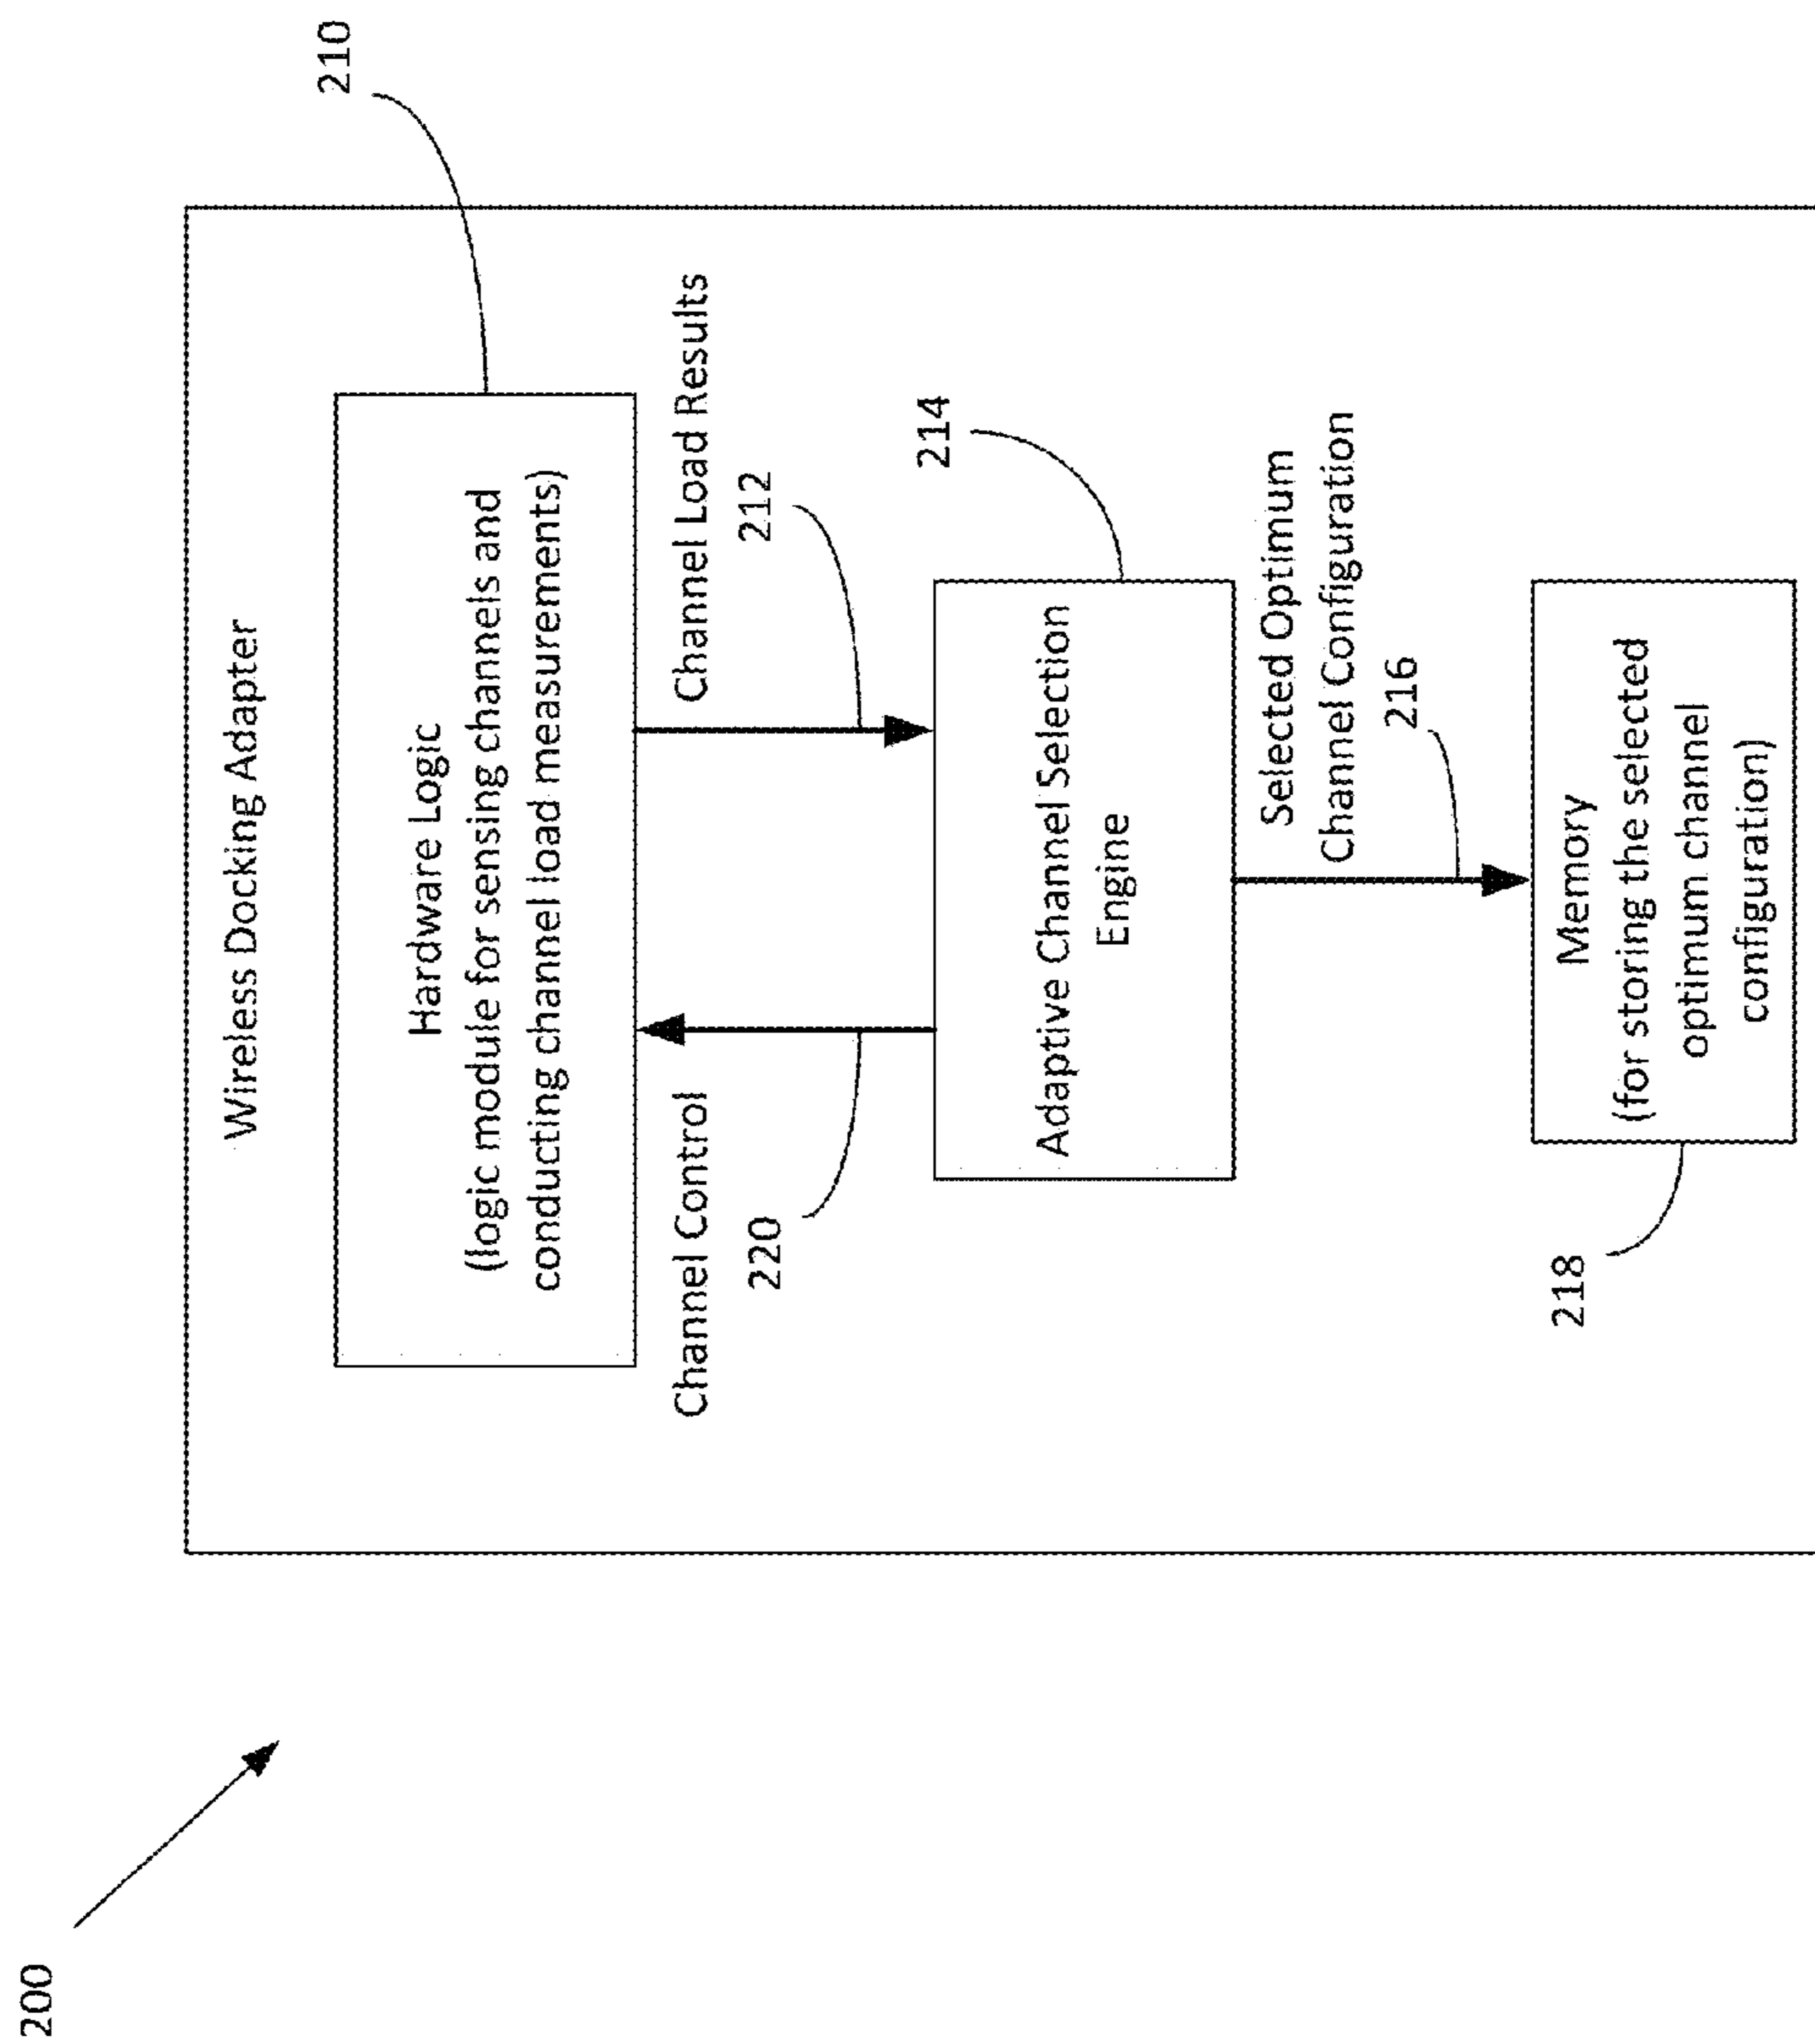 200
Wireless Docking Adapter
210
Hardware Logic
(logic module for sensing channels and
conducting channel load measurements)
Channel Control
220
Channel Load Results
212
214
Adaptive Channel Selection
Engine
Selected Optimum
Channel Configuration
216
218
Memory
(for storing the selected
optimum channel
configuration)